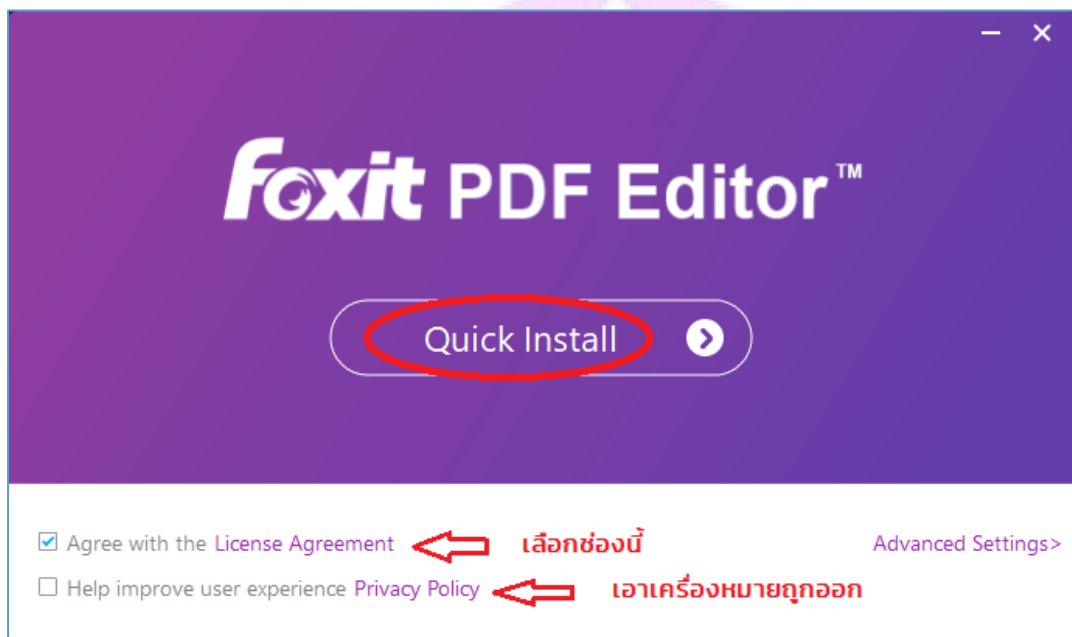 Foxit PDF Editor™
Quick Install
Agree with the License Agreement เลือกช่องนี้ Advanced Settings>
Help improve user experience Privacy Policy เอาเครื่องหมายถูกออก